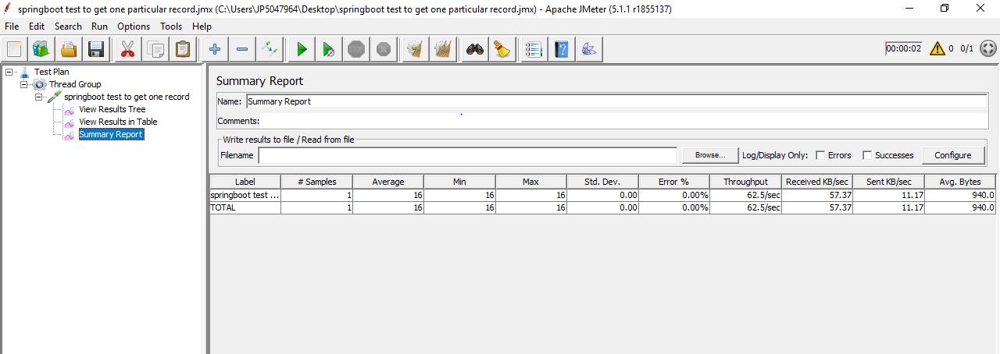 springboot test to get one particular record.jmx (C:\Users\JP5047964\Desktop\springboot test to get one particular record.jmx) - Apache JMeter (5.1.1 r1855137)
File Edit Search Run Options Tools Help
STOP 00:00:02 0 0/1
Test Plan
Thread Group
springboot test to get one record
View Results Tree
View Results in Table
Summary Report
Summary Report
Name: Summary Report
Comments:
Write results to file / Read from file
Filename Browse... Log/Display Only: Errors Successes Configure
Label # Samples Average Min Max Std. Dev. Error % Throughput Received KB/sec Sent KB/sec Avg. Bytes
springboot test ... 1 16 16 16 0.00 0.00% 62.5/sec 57.37 11.17 940.0
TOTAL 1 16 16 16 0.00 0.00% 62.5/sec 57.37 11.17 940.0